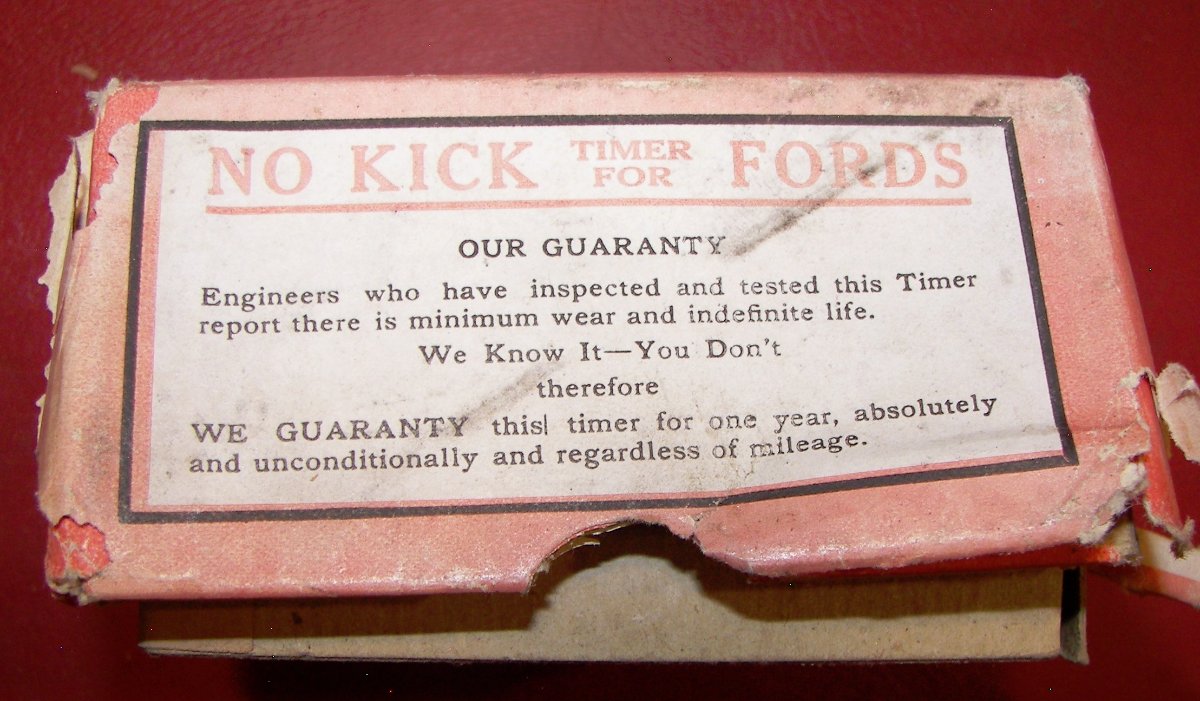 NO KICK TIMER FOR FORDS
OUR GUARANTY
Engineers who have inspected and tested this Timer
report there is minimum wear and indefinite life.
We Know It—You Don't
therefore
WE GUARANTY this timer for one year, absolutely
and unconditionally and regardless of mileage.